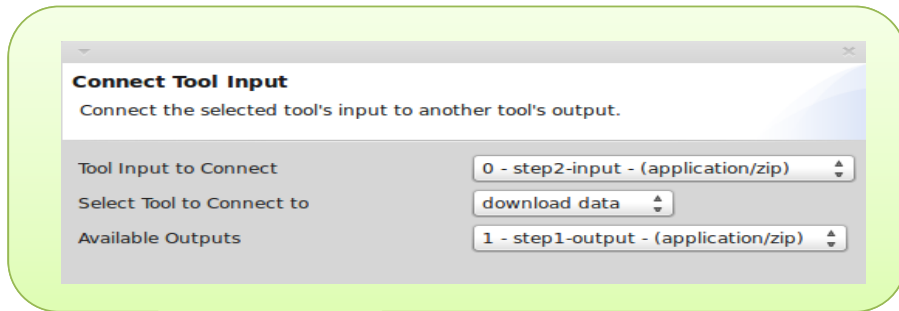 Connect Tool Input
Connect the selected tool's input to another tool's output.
Tool Input to Connect 0 - step2-input - (application/zip)
Select Tool to Connect to download data
Available Outputs 1 - step1-output - (application/zip)